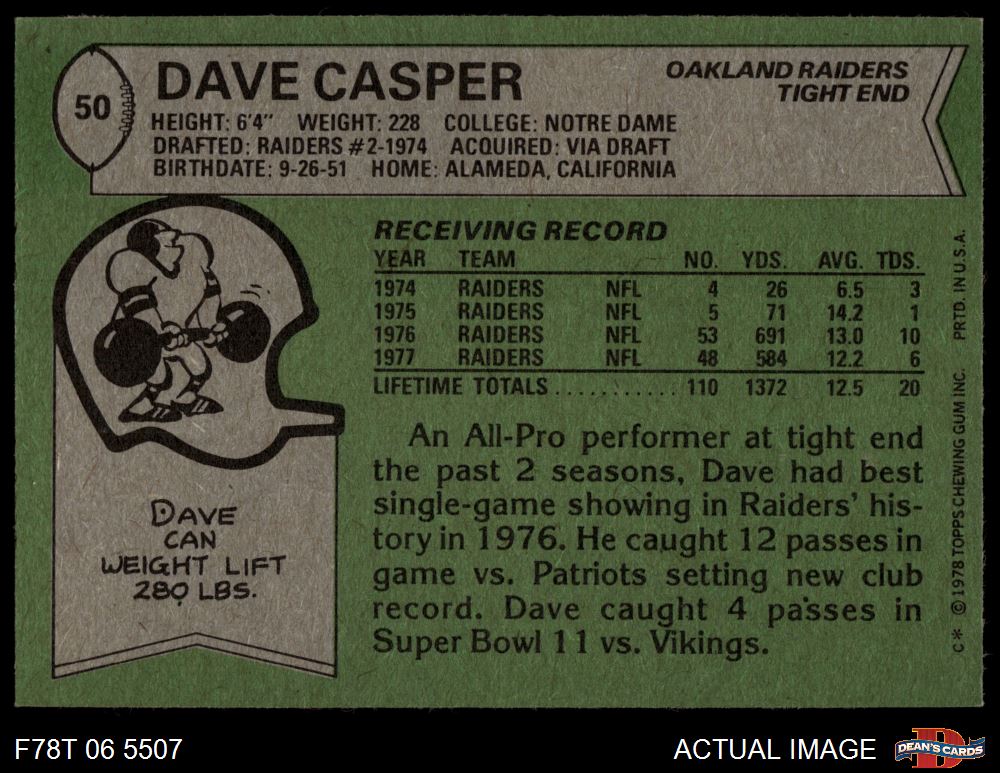 50
DAVE CASPER
OAKLAND RAIDERS
TIGHT END
HEIGHT: 6'4" WEIGHT: 228 COLLEGE: NOTRE DAME
DRAFTED: RAIDERS #2-1974 ACQUIRED: VIA DRAFT
BIRTHDATE: 9-26-51 HOME: ALAMEDA, CALIFORNIA
RECEIVING RECORD
YEAR TEAM NO. YDS. AVG. TDS.
1974 RAIDERS NFL 4 26 6.5 3
1975 RAIDERS NFL 5 71 14.2 1
1976 RAIDERS NFL 53 691 13.0 10
1977 RAIDERS NFL 48 584 12.2 6
LIFETIME TOTALS........... 110 1372 12.5 20
An All-Pro performer at tight end
the past 2 seasons, Dave had best
single-game showing in Raiders' his-
tory in 1976. He caught 12 passes in
game vs. Patriots setting new club
record. Dave caught 4 passes in
Super Bowl 11 vs. Vikings.
DAVE
CAN
WEIGHT LIFT
280 LBS.
C* © 1978 TOPPS CHEWING GUM INC. PRTD. IN U.S.A.
F78T 06 5507
ACTUAL IMAGE
D
DEAN'S CARDS